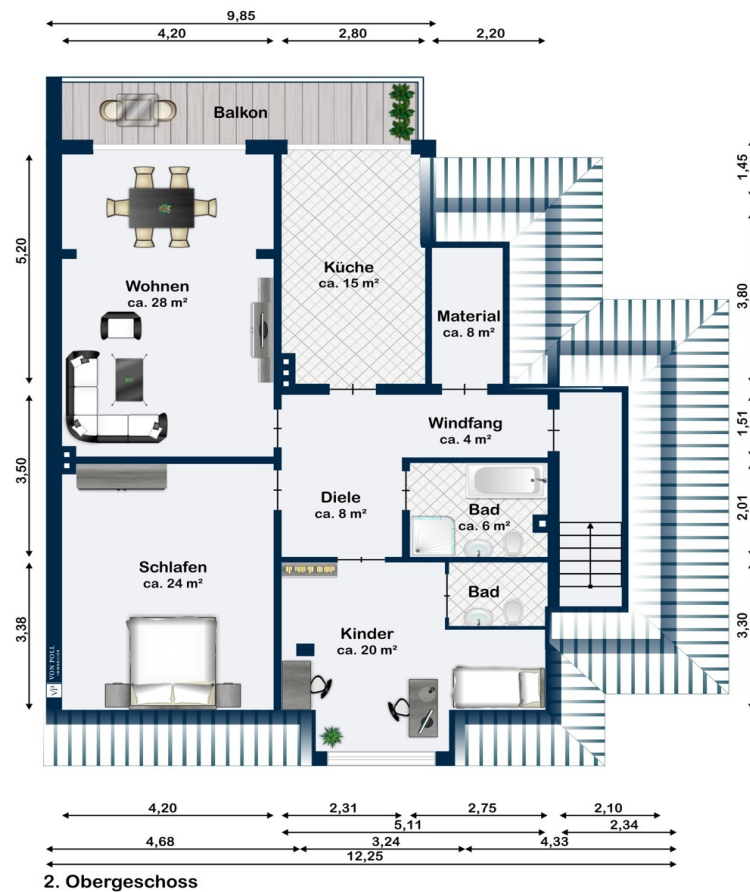 9,85
4,20
2,80
2,20
Balkon
1,45
5,20
Wohnen
ca. 28 m²
Küche
ca. 15 m²
Material
ca. 8 m²
3,80
Windfang
ca. 4 m²
1,51
3,50
Diele
ca. 8 m²
Bad
ca. 6 m²
2,01
Schlafen
ca. 24 m²
Bad
3,38
Kinder
ca. 20 m²
3,30
VP VON POLL
IMMOBILIEN
4,20
2,31
2,75
2,10
5,11
2,34
4,68
3,24
4,33
12,25
2. Obergeschoss